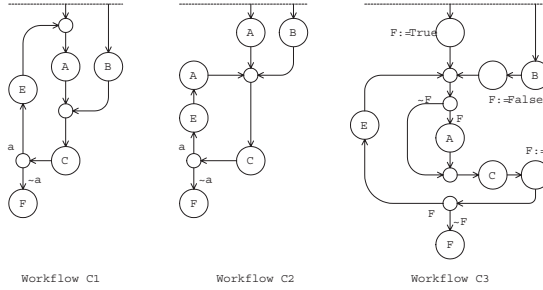 A
B
E
C
a
~a
F
Workflow C1
A
B
A
E
C
a
~a
F
Workflow C2
F:=True
B
F:=False
~F
F
E
A
F:=
C
F
~F
F
Workflow C3